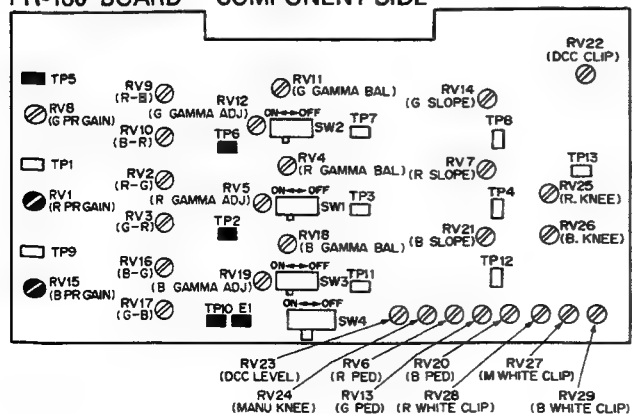 PR-160 BOARD COMPONENT SIDE
RV22
(DCC CLIP)
TP5
RV8
(G PR GAIN)
RV9
(R-B)
RV10
(B-R)
RV12
(G GAMMA ADJ)
TP6
RV11
(G GAMMA BAL)
ON↔OFF
SW2
TP7
RV14
(G SLOPE)
TP8
TP1
RV1
(R PR GAIN)
RV2
(R-G)
RV3
(G-R)
RV5
(R GAMMA ADJ)
TP2
RV4
(R GAMMA BAL)
ON↔OFF
SW1
TP3
RV7
(R SLOPE)
TP4
TP13
RV25
(R. KNEE)
RV26
(B. KNEE)
TP9
RV15
(B PR GAIN)
RV16
(B-G)
RV17
(G-B)
RV19
(B GAMMA ADJ)
RV18
(B GAMMA BAL)
ON↔OFF
SW3
TP11
RV21
(B SLOPE)
TP12
TP10 E1
ON↔OFF
SW4
RV23
(DCC LEVEL)
RV6
(R PED)
RV20
(B PED)
RV27
(M WHITE CLIP)
RV24
(MANU KNEE)
RV13
(G PED)
RV28
(R WHITE CLIP)
RV29
(B WHITE CLIP)